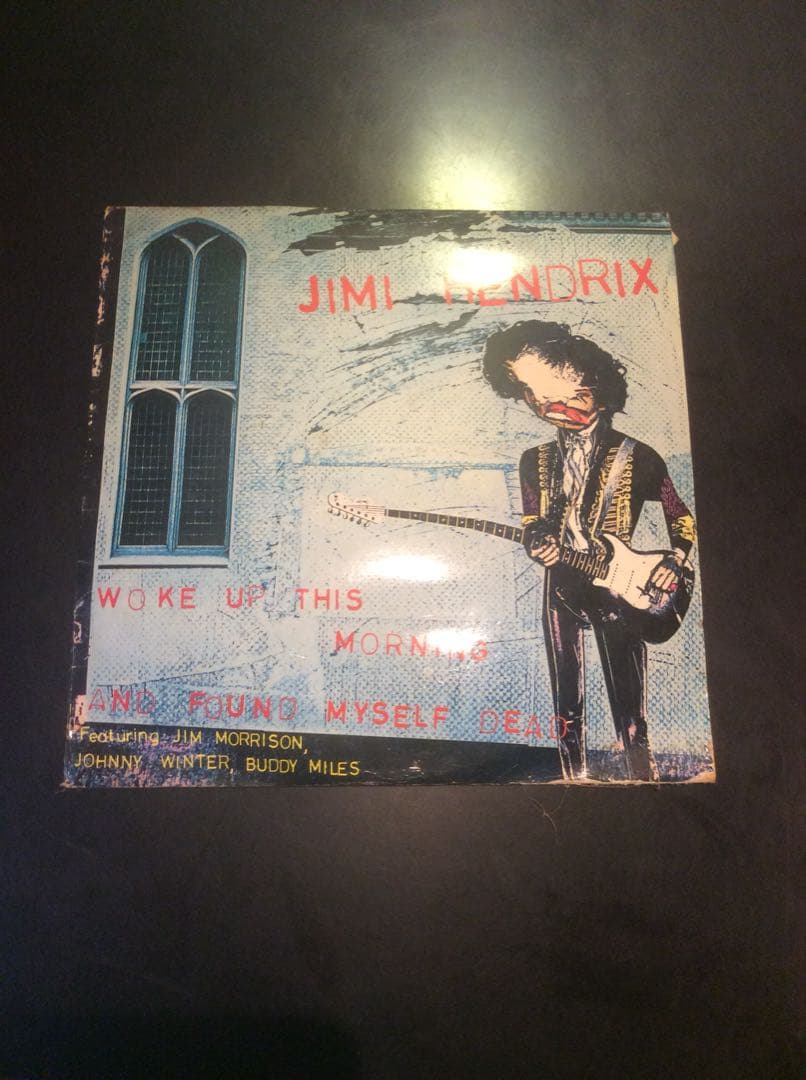 JIMI HENDRIX
WOKE UP THIS
MORNING
AND FOUND MYSELF DEAD
Featuring JIM MORRISON,
JOHNNY WINTER, BUDDY MILES